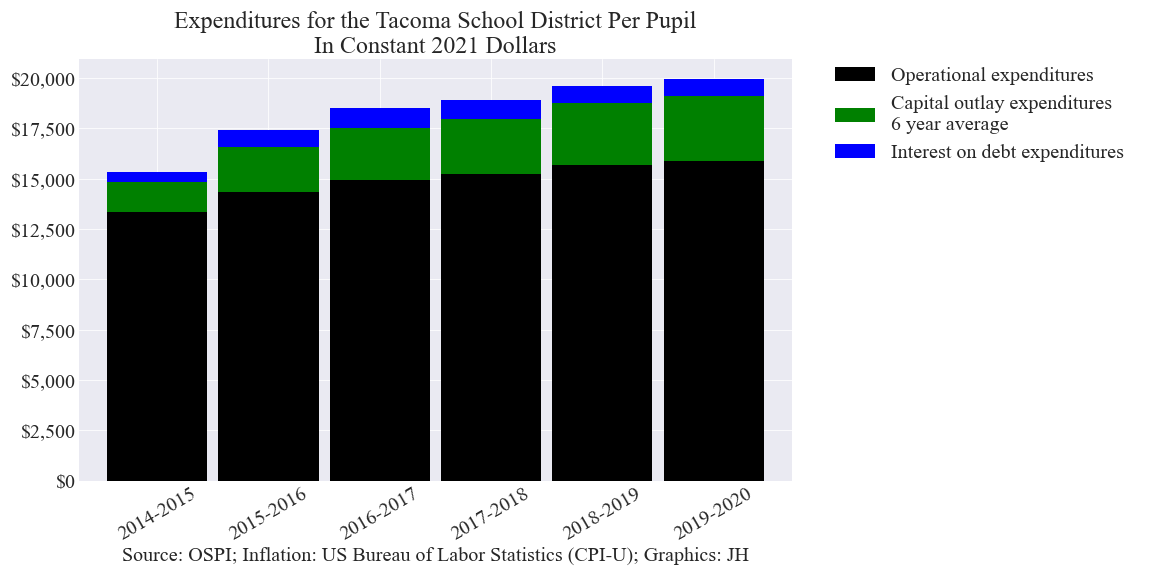 Expenditures for the Tacoma School District Per Pupil
In Constant 2021 Dollars
$20,000
$17,500
$15,000
$12,500
$10,000
$7,500
$5,000
$2,500
$0
2014-2015
2015-2016
2016-2017
2017-2018
2018-2019
2019-2020
Source: OSPI; Inflation: US Bureau of Labor Statistics (CPI-U); Graphics: JH
Operational expenditures
Capital outlay expenditures
6 year average
Interest on debt expenditures